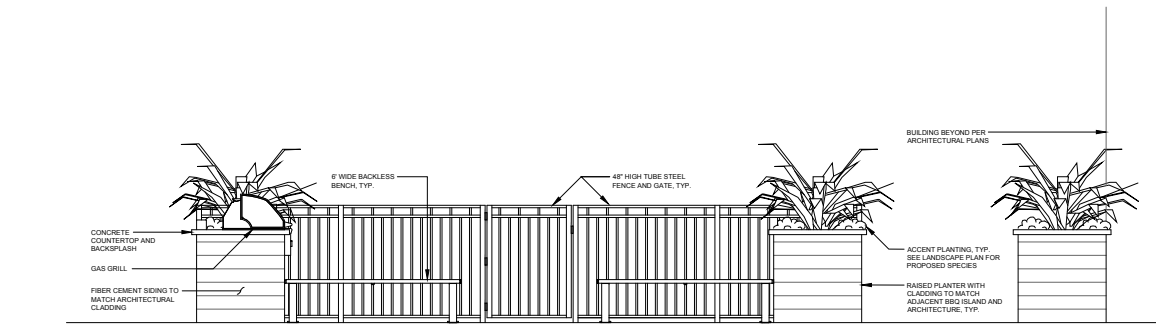 BUILDING BEYOND PER
ARCHITECTURAL PLANS
6' WIDE BACKLESS
BENCH, TYP.
48" HIGH TUBE STEEL
FENCE AND GATE, TYP.
CONCRETE
COUNTERTOP AND
BACKSPLASH
GAS GRILL
FIBER CEMENT SIDING TO
MATCH ARCHITECTURAL
CLADDING
ACCENT PLANTING, TYP.
SEE LANDSCAPE PLAN FOR
PROPOSED SPECIES
RAISED PLANTER WITH
CLADDING TO MATCH
ADJACENT BBQ ISLAND AND
ARCHITECTURE, TYP.